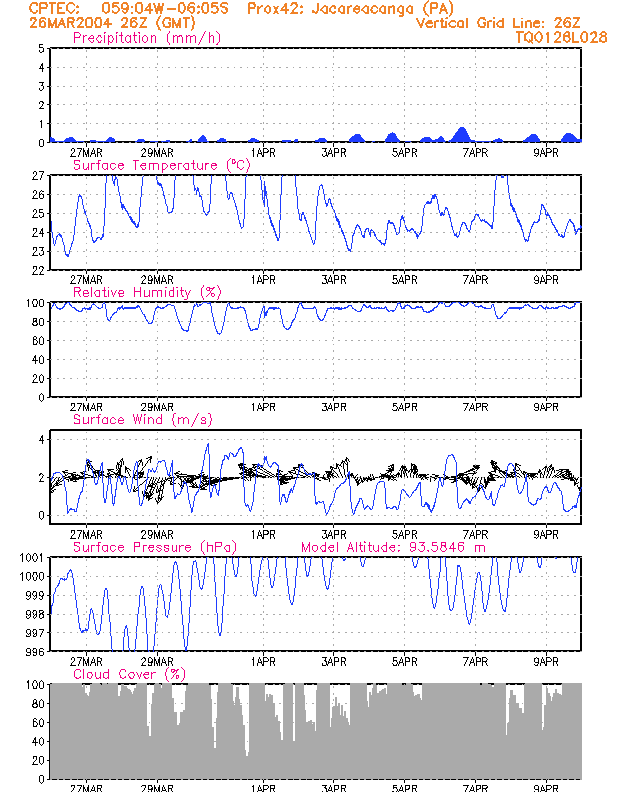 CPTEC: 059:04W-06:05S Prox42: Jacareacanga (PA)
26MAR2004 26Z (GMT) Vertical Grid Line: 26Z
Precipitation (mm/h) TQ0126L028
5
4
3
2
1
0
27MAR 29MAR 1APR 3APR 5APR 7APR 9APR
Surface Temperature (ºC)
27
26
25
24
23
22
27MAR 29MAR 1APR 3APR 5APR 7APR 9APR
Relative Humidity (%)
100
80
60
40
20
0
27MAR 29MAR 1APR 3APR 5APR 7APR 9APR
Surface Wind (m/s)
4
2
0
27MAR 29MAR 1APR 3APR 5APR 7APR 9APR
Surface Pressure (hPa) Model Altitude: 93.5846 m
1001
1000
999
998
997
996
27MAR 29MAR 1APR 3APR 5APR 7APR 9APR
Cloud Cover (%)
100
80
60
40
20
0
27MAR 29MAR 1APR 3APR 5APR 7APR 9APR